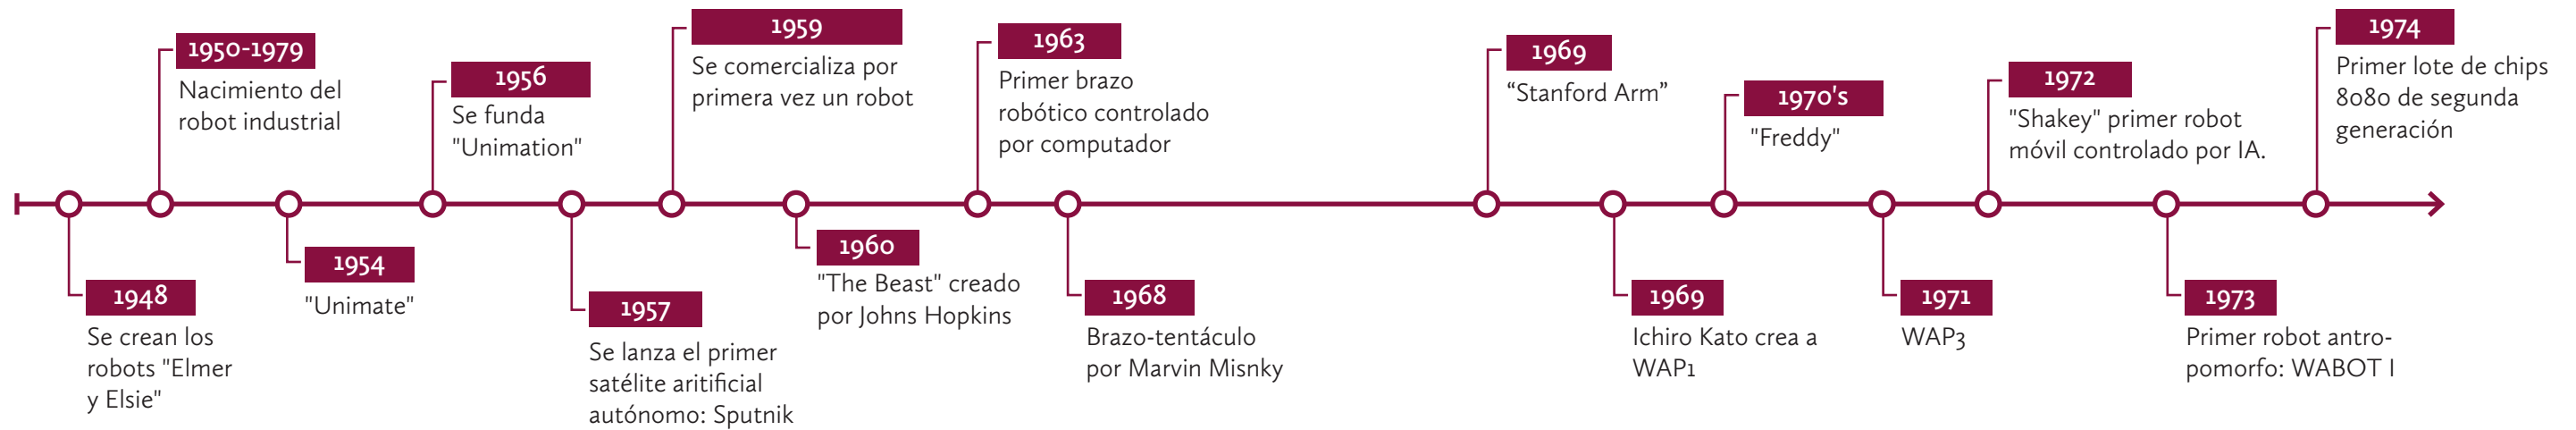 1948
Se crean los
robots "Elmer
y Elsie"
1950-1979
Nacimiento del
robot industrial
1954
"Unimate"
1956
Se funda
"Unimation"
1957
Se lanza el primer
satélite aritificial
autónomo: Sputnik
1959
Se comercializa por
primera vez un robot
1960
"The Beast" creado
por Johns Hopkins
1963
Primer brazo
robótico controlado
por computador
1968
Brazo-tentáculo
por Marvin Misnky
1969
“Stanford Arm”
1969
Ichiro Kato crea a
WAP1
1970's
"Freddy"
1971
WAP3
1972
"Shakey" primer robot
móvil controlado por IA.
1973
Primer robot antro-
pomorfo: WABOT I
1974
Primer lote de chips
8080 de segunda
generación